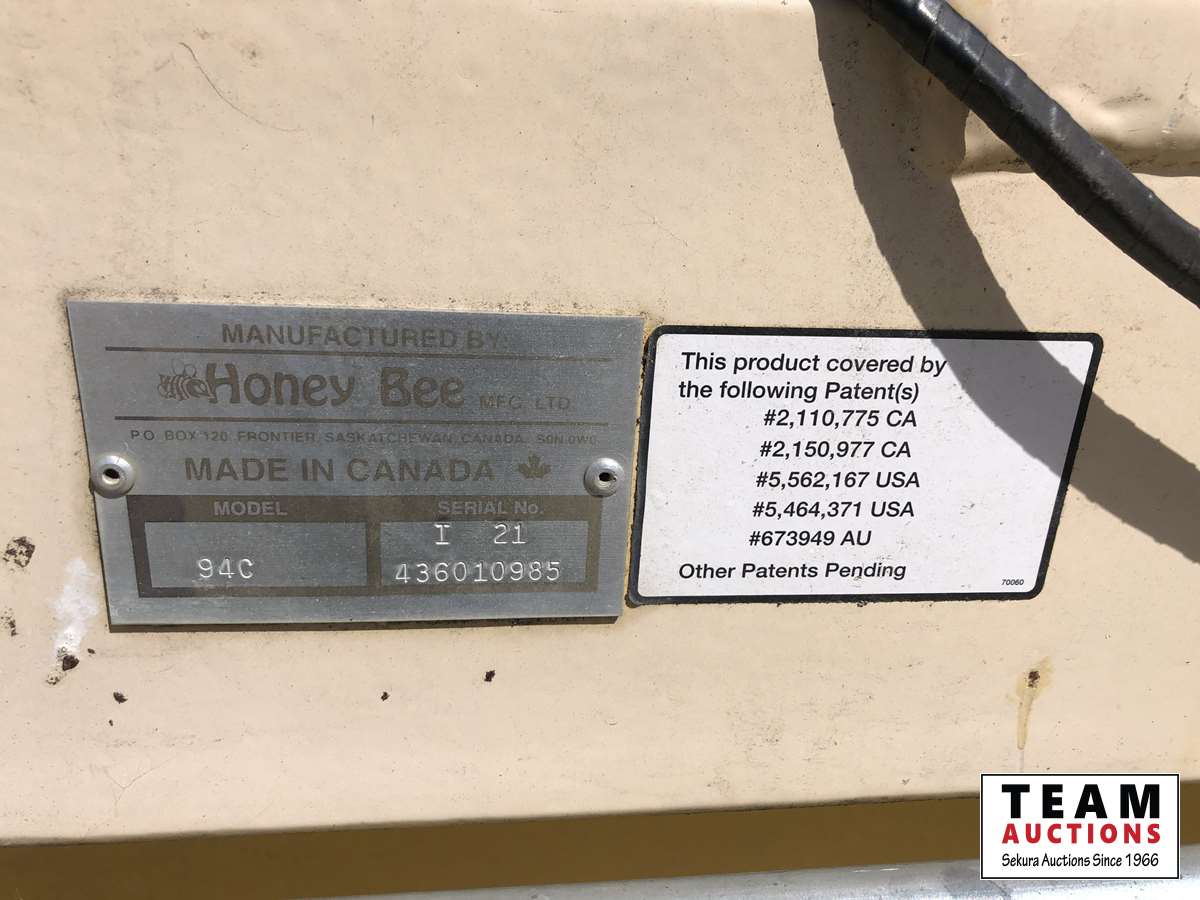 MANUFACTURED BY:
Honey Bee MFG. LTD.
P.O. BOX 120 FRONTIER, SASKATCHEWAN, CANADA. S0N 0W0
MADE IN CANADA
MODEL
94C
SERIAL No.
I 21
436010985
This product covered by
the following Patent(s)
#2,110,775 CA
#2,150,977 CA
#5,562,167 USA
#5,464,371 USA
#673949 AU
Other Patents Pending
70060
TEAM
AUCTIONS
Sekura Auctions Since 1966